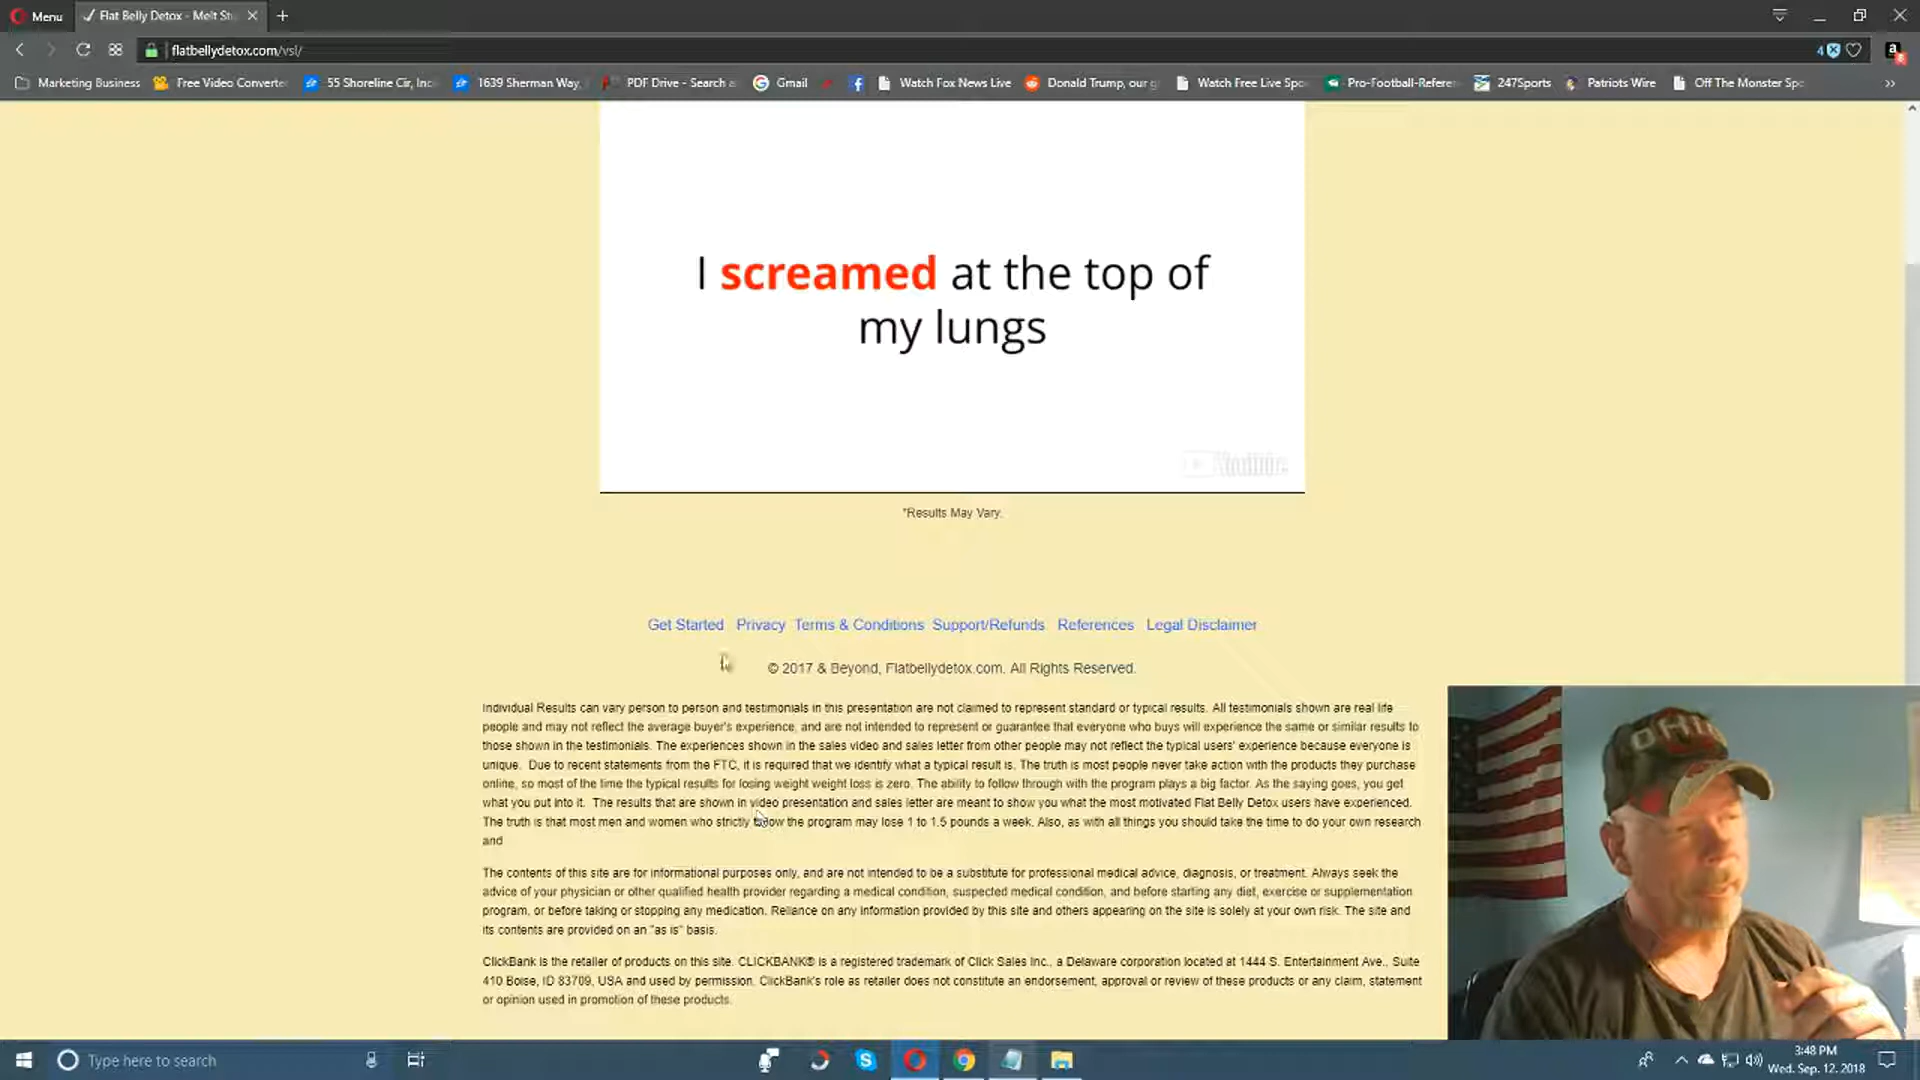 Menu
Flat Belly Detox - Melt St
flatbellydetox.com/vsl/
4
Marketing Business
Free Video Converte
55 Shoreline Cir, Inc
1639 Sherman Way,
PDF Drive - Search a
Gmail
Watch Fox News Live
Donald Trump, our g
Watch Free Live Spo
Pro-Football-Refere
247Sports
Patriots Wire
Off The Monster Sp
I screamed at the top of
my lungs
YouTube
*Results May Vary.
Get Started Privacy Terms & Conditions Support/Refunds References Legal Disclaimer
© 2017 & Beyond, Flatbellydetox.com. All Rights Reserved.
Individual Results can vary person to person and testimonials in this presentation are not claimed to represent standard or typical results. All testimonials shown are real life
people and may not reflect the average buyer's experience, and are not intended to represent or guarantee that everyone who buys will experience the same or similar results to
those shown in the testimonials. The experiences shown in the sales video and sales letter from other people may not reflect the typical users' experience because everyone is
unique. Due to recent statements from the FTC, it is required that we identify what a typical result is. The truth is most people never take action with the products they purchase
online, so most of the time the typical results for losing weight weight loss is zero. The ability to follow through with the program plays a big factor. As the saying goes, you get
what you put into it. The results that are shown in video presentation and sales letter are meant to show you what the most motivated Flat Belly Detox users have experienced.
The truth is that most men and women who strictly follow the program may lose 1 to 1.5 pounds a week. Also, as with all things you should take the time to do your own research
and
The contents of this site are for informational purposes only, and are not intended to be a substitute for professional medical advice, diagnosis, or treatment. Always seek the
advice of your physician or other qualified health provider regarding a medical condition, suspected medical condition, and before starting any diet, exercise or supplementation
program, or before taking or stopping any medication. Reliance on any information provided by this site and others appearing on the site is solely at your own risk. The site and
its contents are provided on an "as is" basis.
ClickBank is the retailer of products on this site. CLICKBANK® is a registered trademark of Click Sales Inc., a Delaware corporation located at 1444 S. Entertainment Ave., Suite
410 Boise, ID 83709, USA and used by permission. ClickBank's role as retailer does not constitute an endorsement, approval or review of these products or any claim, statement
or opinion used in promotion of these products.
OHIO
Type here to search
3:48 PM
Wed. Sep. 12, 2018